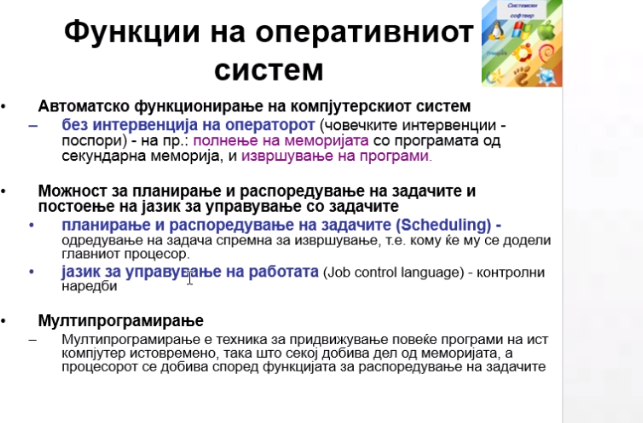 Функции на оперативниот
систем
Системски
софтвер
• Автоматско функционирање на компјутерскиот систем
– без интервенција на операторот (човечките интервенции -
поспори) - на пр.: полнење на меморијата со програмата од
секундарна меморија, и извршување на програми.
• Можност за планирање и распоредување на задачите и
постоење на јазик за управување со задачите
• планирање и распоредување на задачите (Scheduling) -
одредување на задача спремна за извршување, т.е. кому ќе му се додели
главниот процесор.
• јазик за управување на работата (Job control language) - контролни
наредби
• Мултипрограмирање
– Мултипрограмирање е техника за придвижување повеќе програми на ист
компјутер истовремено, така што секој добива дел од меморијата, а
процесорот се добива според функцијата за распоредување на задачите